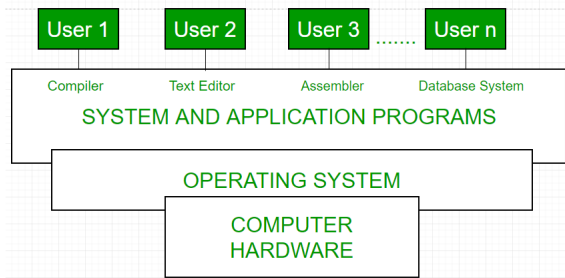 User 1 User 2 User 3 ....... User n
Compiler Text Editor Assembler Database System
SYSTEM AND APPLICATION PROGRAMS
OPERATING SYSTEM
COMPUTER
HARDWARE